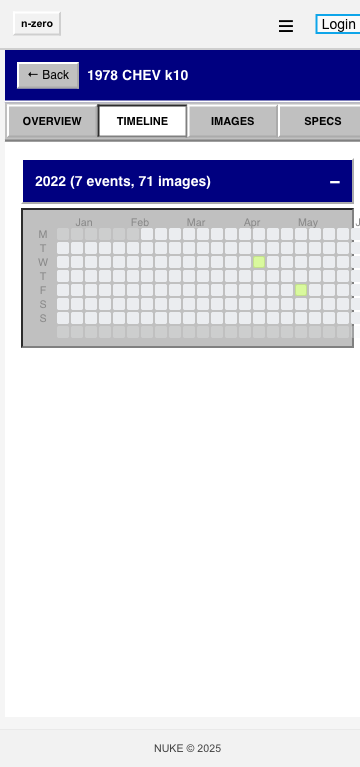 n-zero
☰
Login
← Back
1978 CHEV k10
OVERVIEW TIMELINE IMAGES SPECS
2022 (7 events, 71 images) –
Jan Feb Mar Apr May J
M
T
W
T
F
S
S
NUKE © 2025